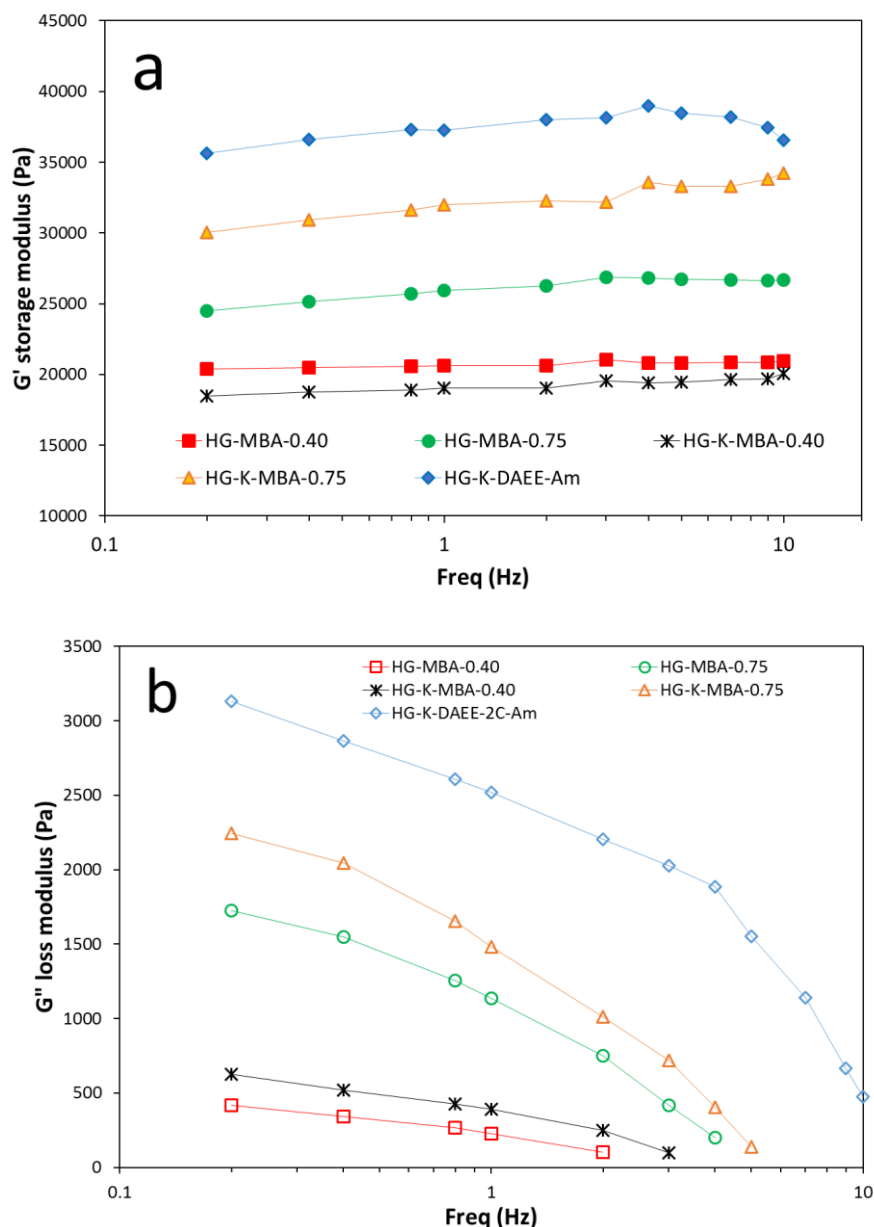 a
45000
40000
35000
30000
25000
20000
15000
10000
G' storage modulus (Pa)
HG-MBA-0.40 HG-MBA-0.75 HG-K-MBA-0.40
HG-K-MBA-0.75 HG-K-DAEE-Am
0.1 1 10
Freq (Hz)
b
3500
3000
2500
2000
1500
1000
500
0
G" loss modulus (Pa)
HG-MBA-0.40 HG-MBA-0.75
HG-K-MBA-0.40 HG-K-MBA-0.75
HG-K-DAEE-2C-Am
0.1 1 10
Freq (Hz)